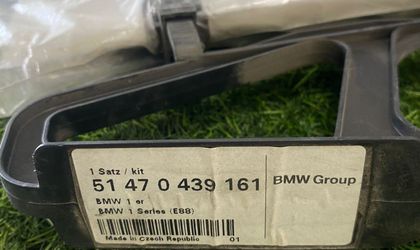 1 Satz / kit
51 47 0 439 161
BMW Group
BMW 1 er
BMW 1 Series (E88)
Made in Czech Republic
01